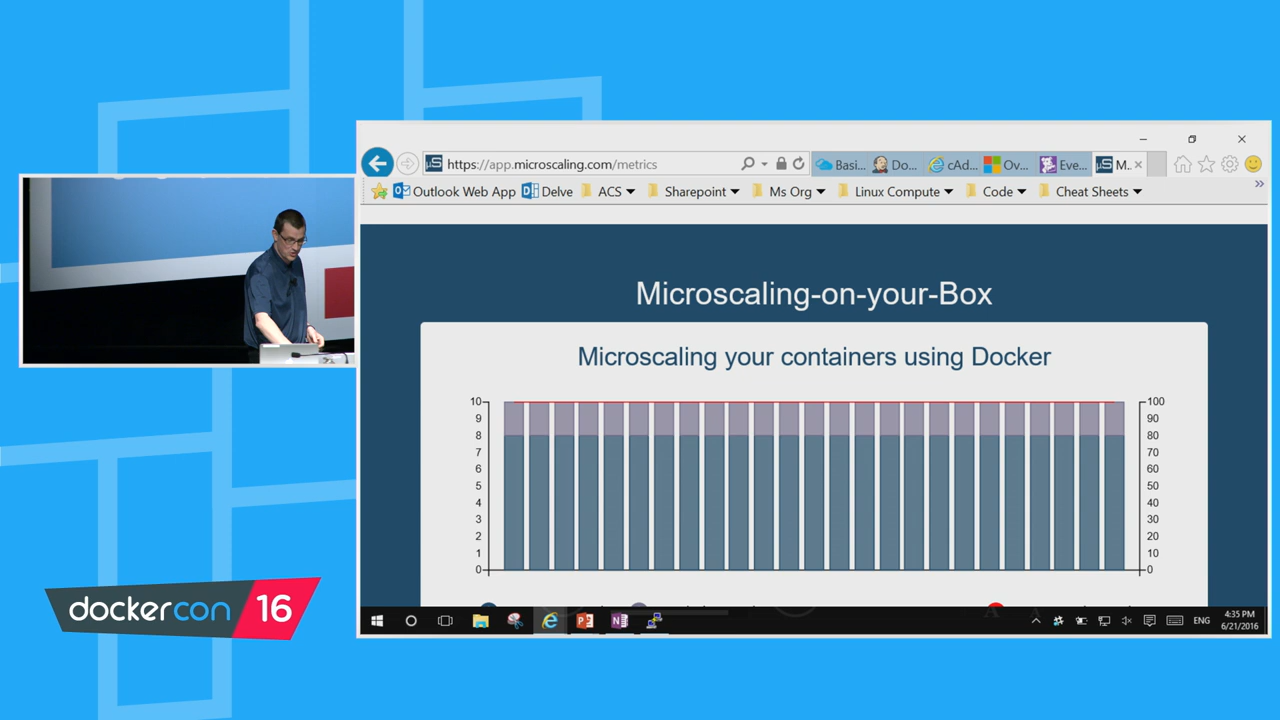 https://app.microscaling.com/metrics
Basi...
Do...
cAd...
Ov...
Eve...
M...
Outlook Web App
Delve
ACS
Sharepoint
Ms Org
Linux Compute
Code
Cheat Sheets
Microscaling-on-your-Box
Microscaling your containers using Docker
10
9
8
7
6
5
4
3
2
1
0
100
90
80
70
60
50
40
30
20
10
0
dockercon 16
ENG
4:35 PM
6/21/2016